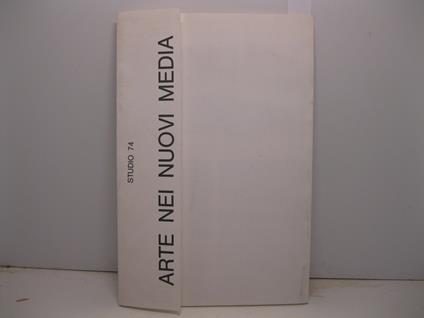 STUDIO 74
ARTE NEI NUOVI MEDIA